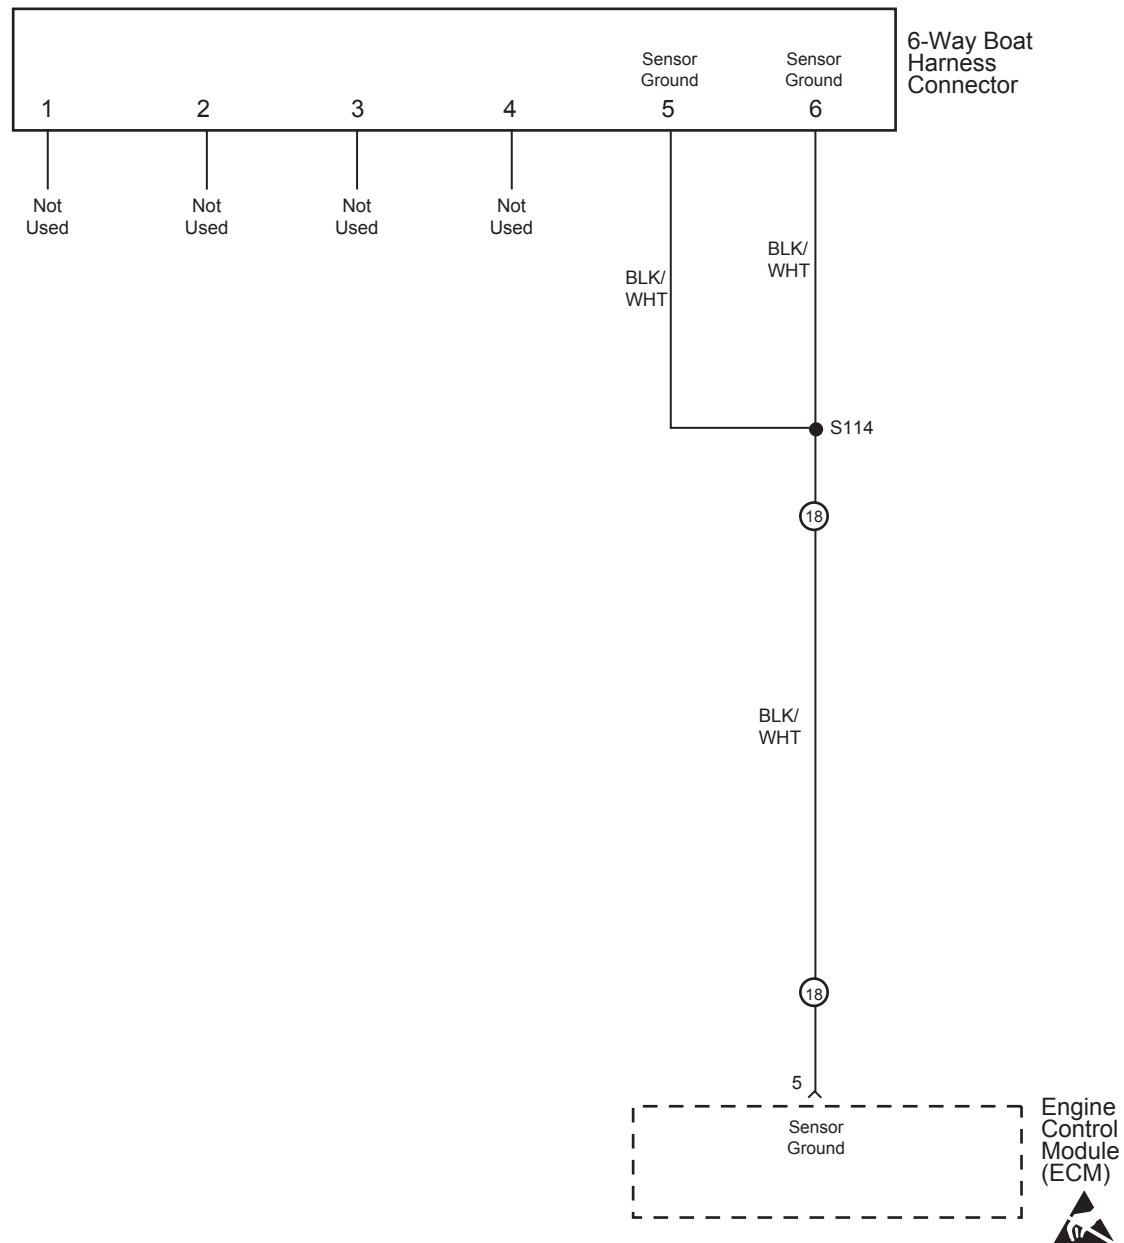 6-Way Boat
Harness
Connector
Sensor
Ground
Sensor
Ground
1
2
3
4
5
6
Not
Used
Not
Used
Not
Used
Not
Used
BLK/
WHT
BLK/
WHT
S114
18
BLK/
WHT
18
5
Sensor
Ground
Engine
Control
Module
(ECM)